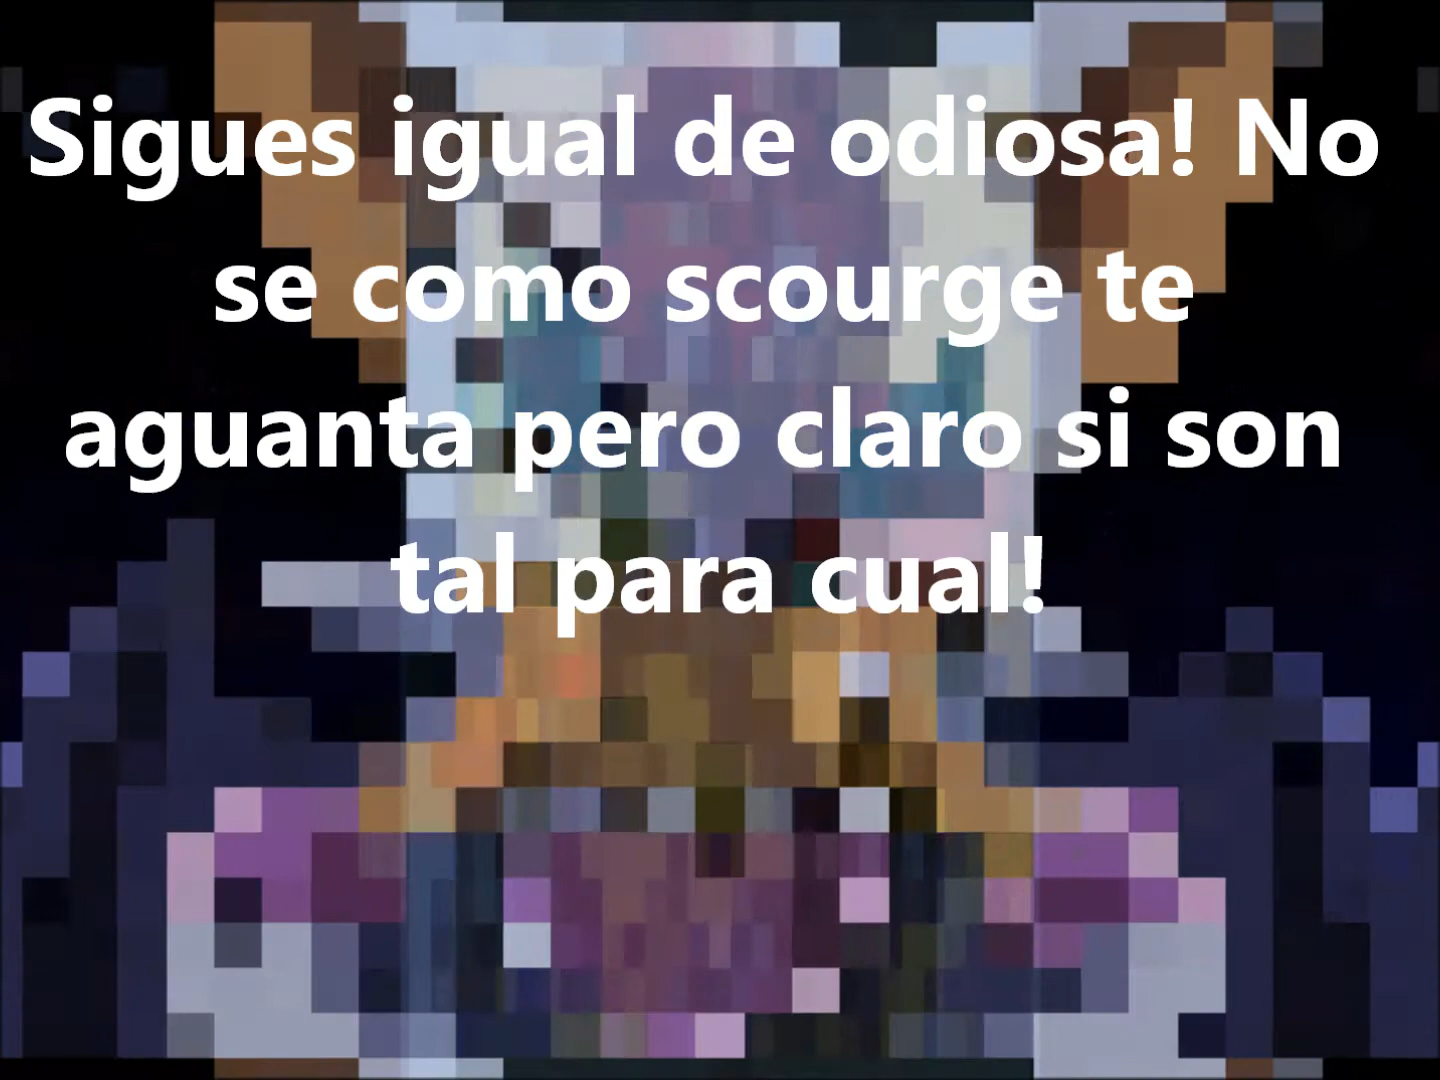 Sigues igual de odiosa! No
se como scourge te
aguanta pero claro si son
tal para cual!